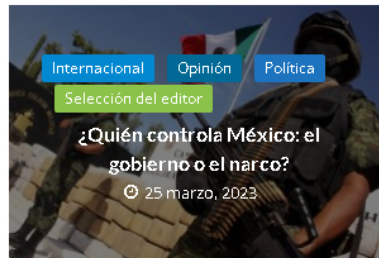 Internacional Opinión Política
Selección del editor
¿Quién controla México: el
gobierno o el narco?
25 marzo, 2023